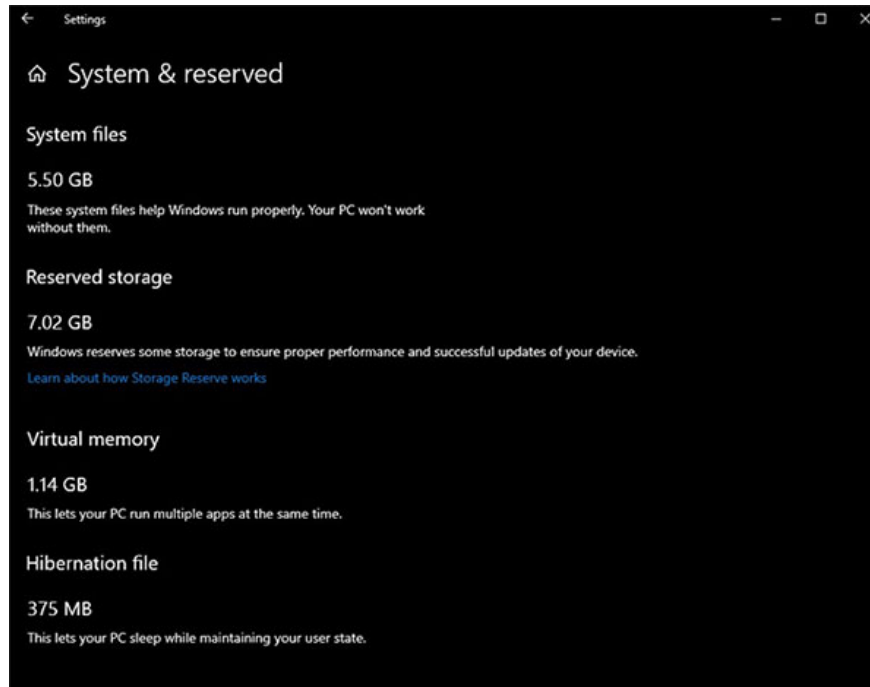 Settings
System & reserved
System files
5.50 GB
These system files help Windows run properly. Your PC won't work
without them.
Reserved storage
7.02 GB
Windows reserves some storage to ensure proper performance and successful updates of your device.
Learn about how Storage Reserve works
Virtual memory
1.14 GB
This lets your PC run multiple apps at the same time.
Hibernation file
375 MB
This lets your PC sleep while maintaining your user state.